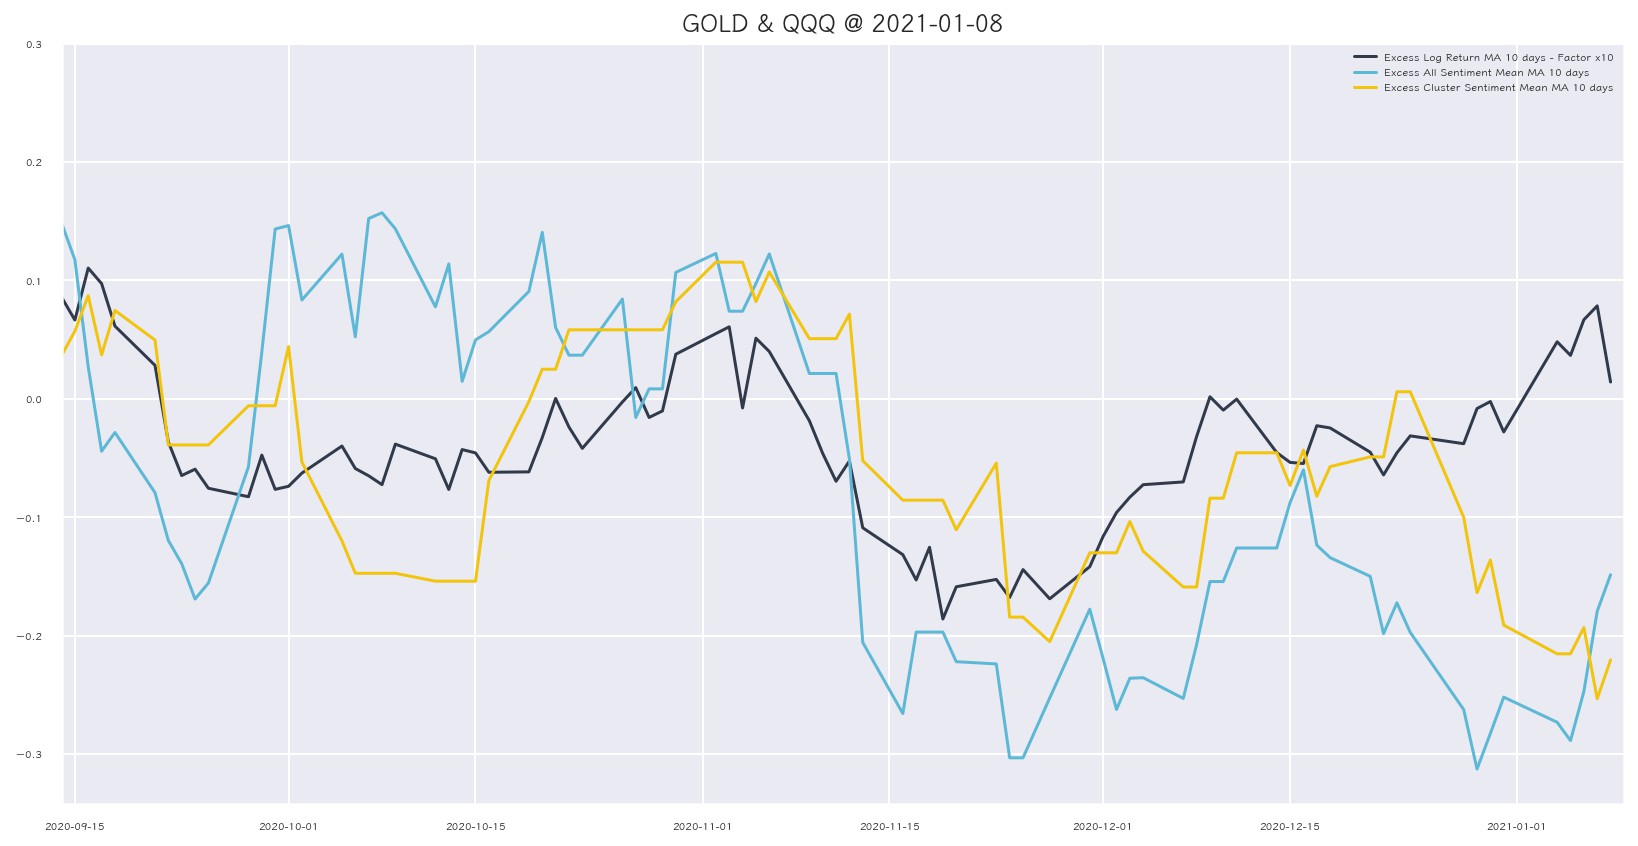 GOLD & QQQ @ 2021-01-08
0.3
Excess Log Return MA 10 days - Factor x10
Excess All Sentiment Mean MA 10 days
Excess Cluster Sentiment Mean MA 10 days
0.2
0.1
0.0
−0.1
−0.2
−0.3
2020-09-15 2020-10-01 2020-10-15 2020-11-01 2020-11-15 2020-12-01 2020-12-15 2021-01-01